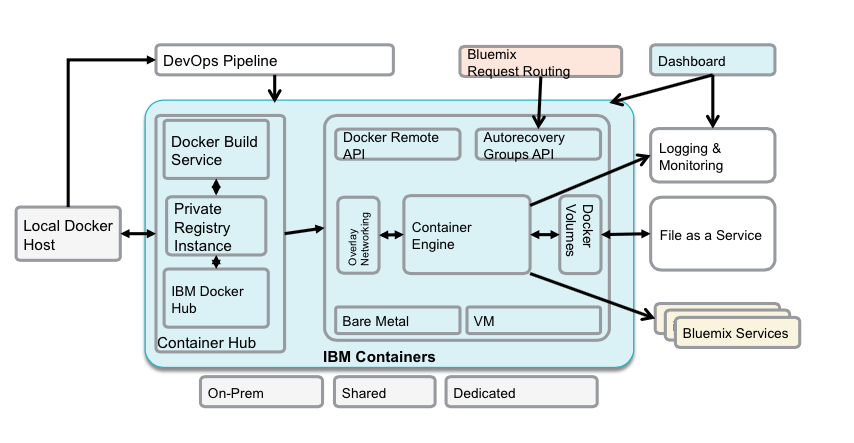 DevOps Pipeline
Bluemix
Request Routing
Dashboard
Docker Build
Service
Docker Remote
API
Autorecovery
Groups API
Logging &
Monitoring
Local Docker
Host
Private
Registry
Instance
Overlay
Networking
Container
Engine
Docker
Volumes
File as a Service
IBM Docker
Hub
Container Hub
Bare Metal
VM
Bluemix Services
IBM Containers
On-Prem
Shared
Dedicated